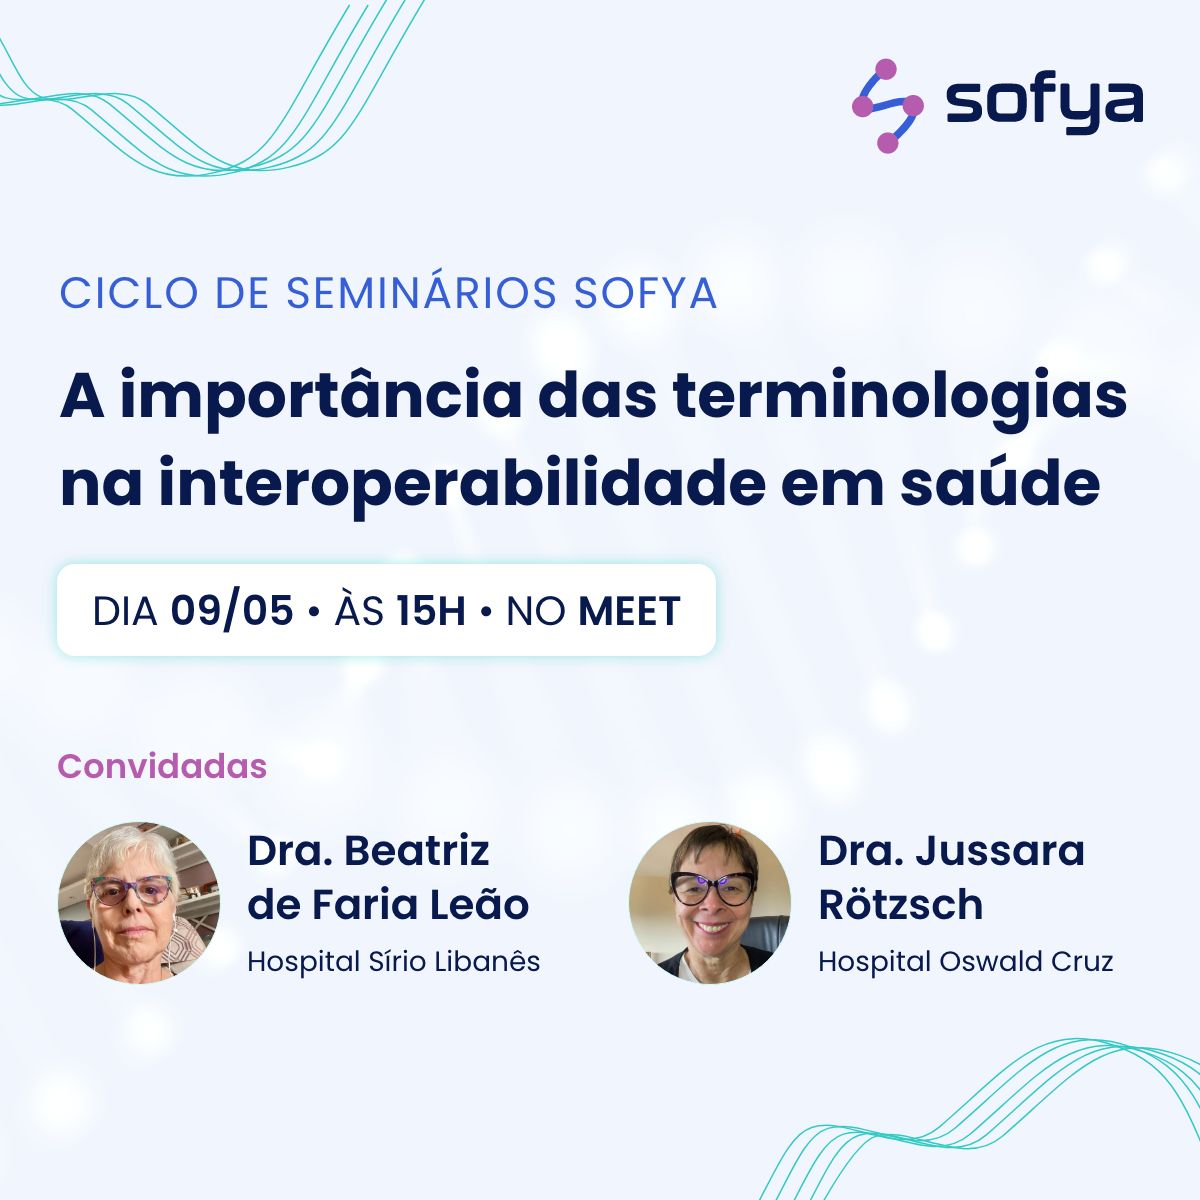 sofya
CICLO DE SEMINÁRIOS SOFYA
A importância das terminologias
na interoperabilidade em saúde
DIA 09/05 • ÀS 15H • NO MEET
Convidadas
Dra. Beatriz
de Faria Leão
Hospital Sírio Libanês
Dra. Jussara
Rötzsch
Hospital Oswald Cruz